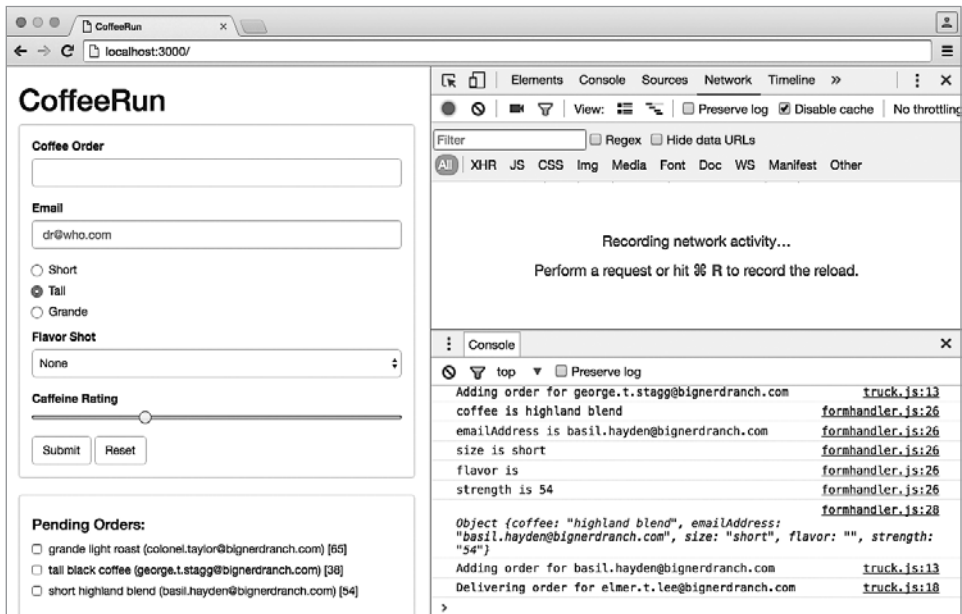 CoffeeRun
localhost:3000/
CoffeeRun
Coffee Order
Email
dr@who.com
Short
Tall
Grande
Flavor Shot
None
Caffeine Rating
Submit Reset
Pending Orders:
grande light roast (colonel.taylor@bignerdranch.com) [65]
tall black coffee (george.t.stagg@bignerdranch.com) [38]
short highland blend (basil.hayden@bignerdranch.com) [54]
Elements Console Sources Network Timeline »
View: Preserve log Disable cache No throttling
Filter Regex Hide data URLs
All XHR JS CSS Img Media Font Doc WS Manifest Other
Recording network activity...
Perform a request or hit ⌘ R to record the reload.
Console
top ▼ Preserve log
Adding order for george.t.stagg@bignerdranch.com truck.js:13
coffee is highland blend formhandler.js:26
emailAddress is basil.hayden@bignerdranch.com formhandler.js:26
size is short formhandler.js:26
flavor is formhandler.js:26
strength is 54 formhandler.js:26
formhandler.js:28
Object {coffee: "highland blend", emailAddress:
"basil.hayden@bignerdranch.com", size: "short", flavor: "", strength:
"54"}
Adding order for basil.hayden@bignerdranch.com truck.js:13
Delivering order for elmer.t.lee@bignerdranch.com truck.js:18
>